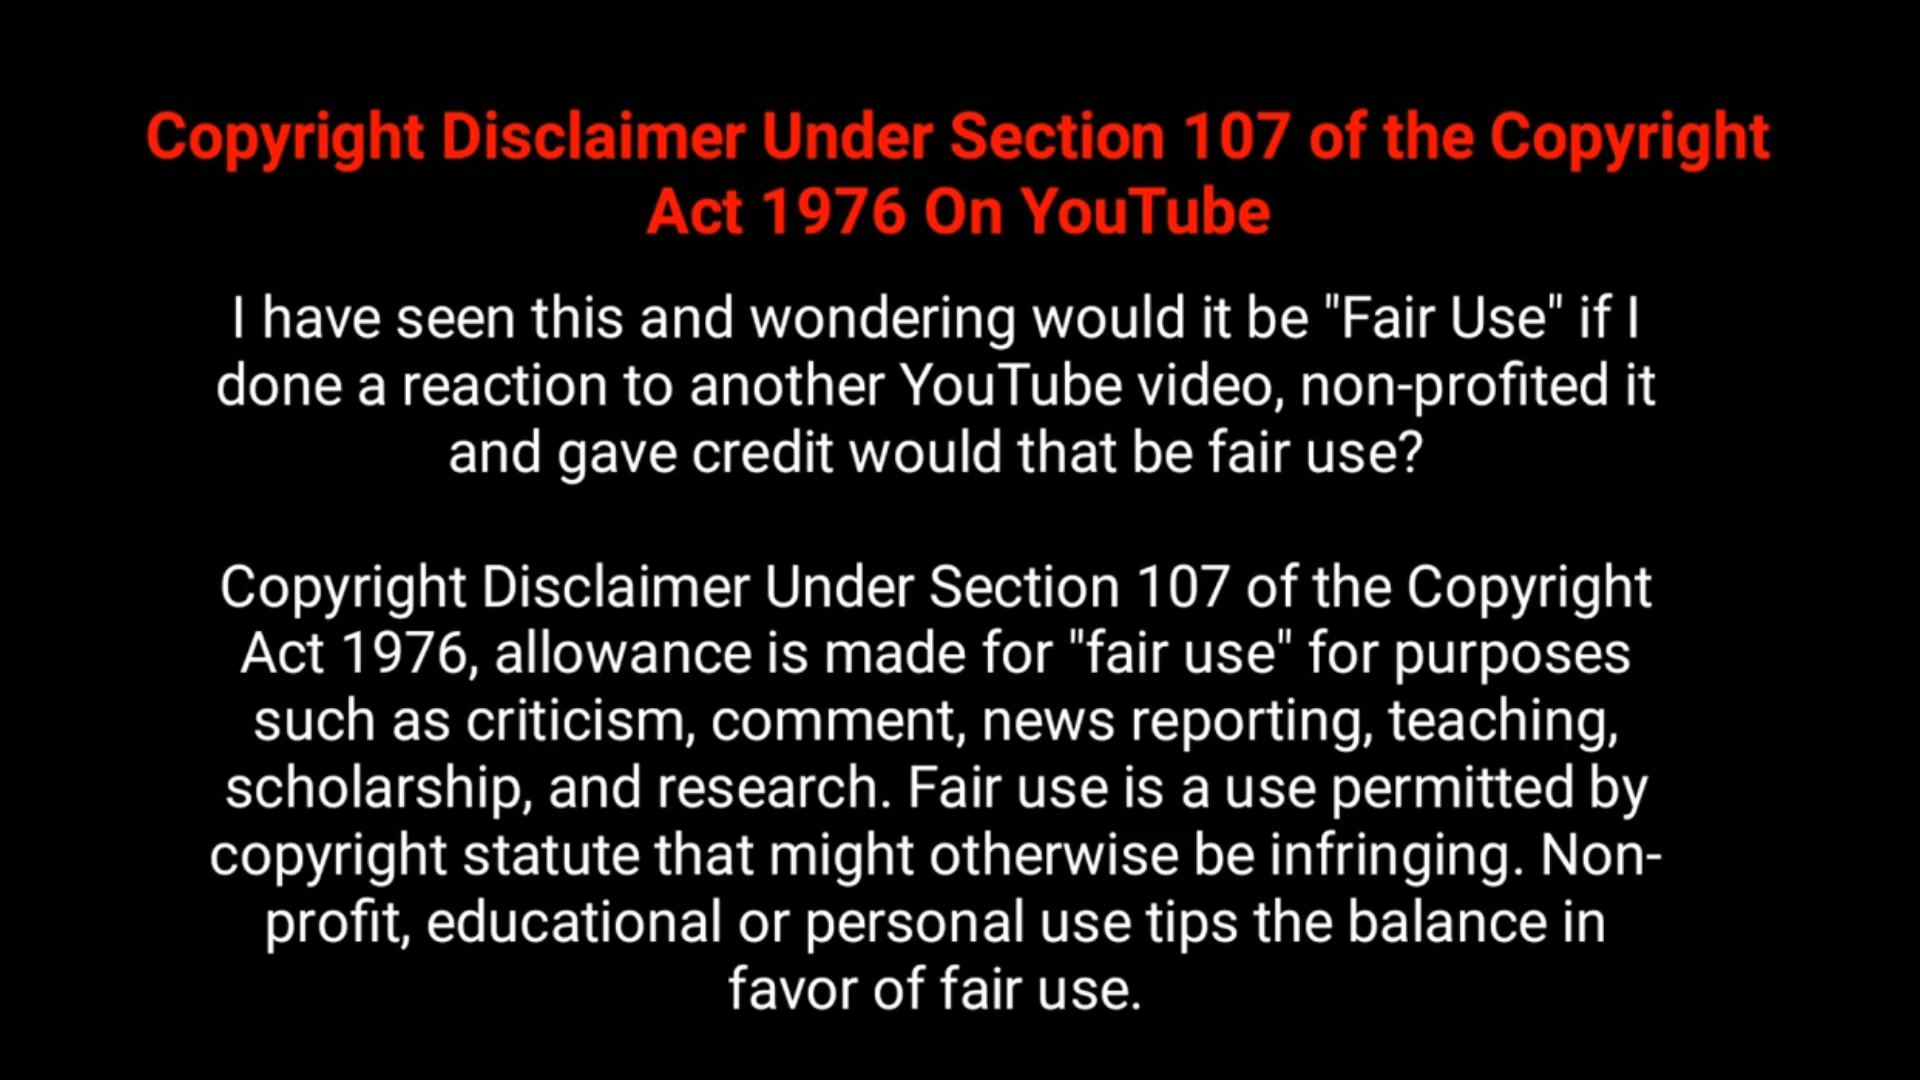 Copyright Disclaimer Under Section 107 of the Copyright
Act 1976 On YouTube
I have seen this and wondering would it be "Fair Use" if I
done a reaction to another YouTube video, non-profited it
and gave credit would that be fair use?
Copyright Disclaimer Under Section 107 of the Copyright
Act 1976, allowance is made for "fair use" for purposes
such as criticism, comment, news reporting, teaching,
scholarship, and research. Fair use is a use permitted by
copyright statute that might otherwise be infringing. Non-
profit, educational or personal use tips the balance in
favor of fair use.